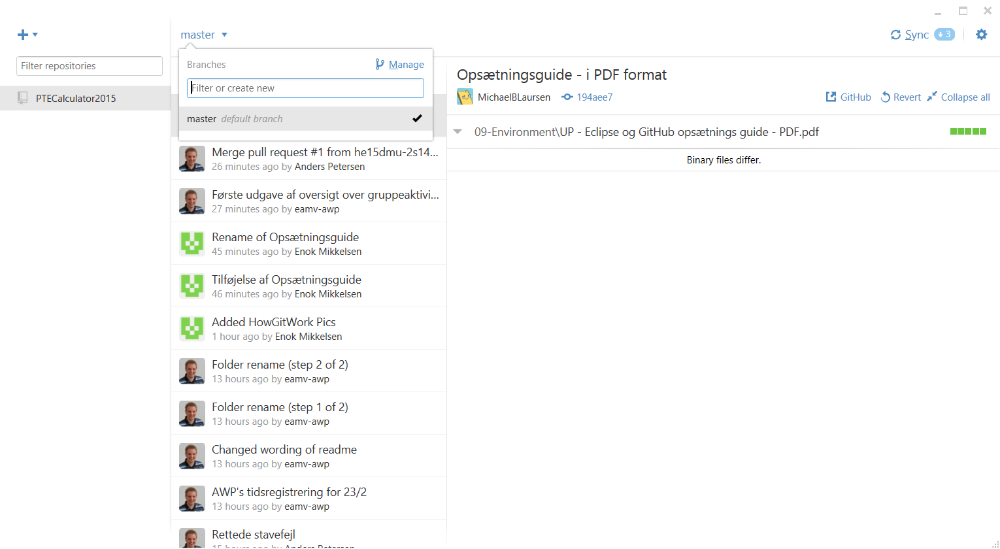 master
Sync
3
Filter repositories
PTECalculator2015
Branches
Manage
Filter or create new
master default branch
Merge pull request #1 from he15dmu-2s14...
26 minutes ago by Anders Petersen
Første udgave af oversigt over gruppeaktivi...
27 minutes ago by eamv-awp
Rename of Opsætningsguide
45 minutes ago by Enok Mikkelsen
Tilføjelse af Opsætningsguide
46 minutes ago by Enok Mikkelsen
Added HowGitWork Pics
1 hour ago by Enok Mikkelsen
Folder rename (step 2 of 2)
13 hours ago by eamv-awp
Folder rename (step 1 of 2)
13 hours ago by eamv-awp
Changed wording of readme
13 hours ago by eamv-awp
AWP's tidsregistrering for 23/2
13 hours ago by eamv-awp
Rettede stavefejl
15 hours ago by Anders Petersen
Opsætningsguide - i PDF format
MichaelBLaursen
194aee7
GitHub
Revert
Collapse all
09-Environment\UP - Eclipse og GitHub opsætnings guide - PDF.pdf
Binary files differ.